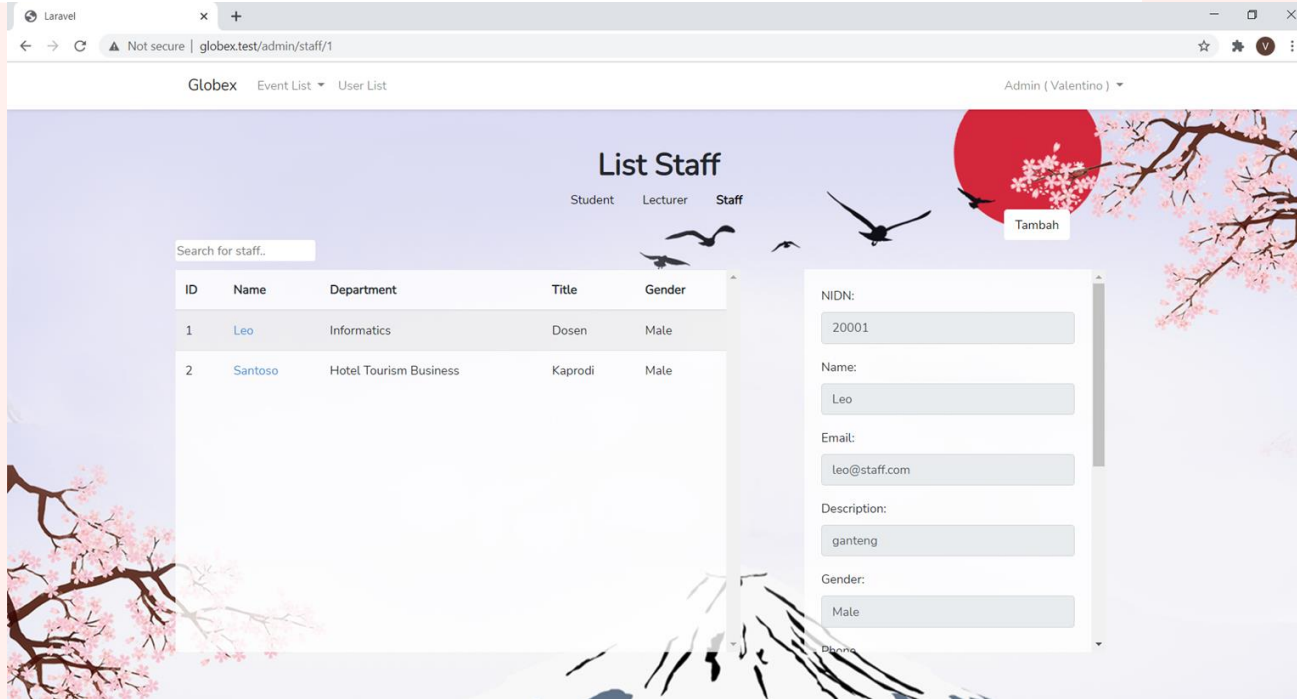 Laravel
Not secure | globex.test/admin/staff/1
V
Globex Event List User List Admin ( Valentino )
List Staff
Student Lecturer Staff
Tambah
Search for staff..
ID Name Department Title Gender
1 Leo Informatics Dosen Male
2 Santoso Hotel Tourism Business Kaprodi Male
NIDN:
20001
Name:
Leo
Email:
leo@staff.com
Description:
ganteng
Gender:
Male
Phone